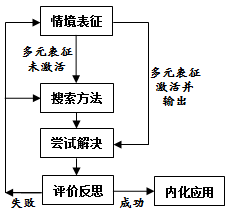 情境表征
多元表征
未激活
多元表征
激活并
输出
搜索方法
尝试解决
评价反思
内化应用
失败
成功